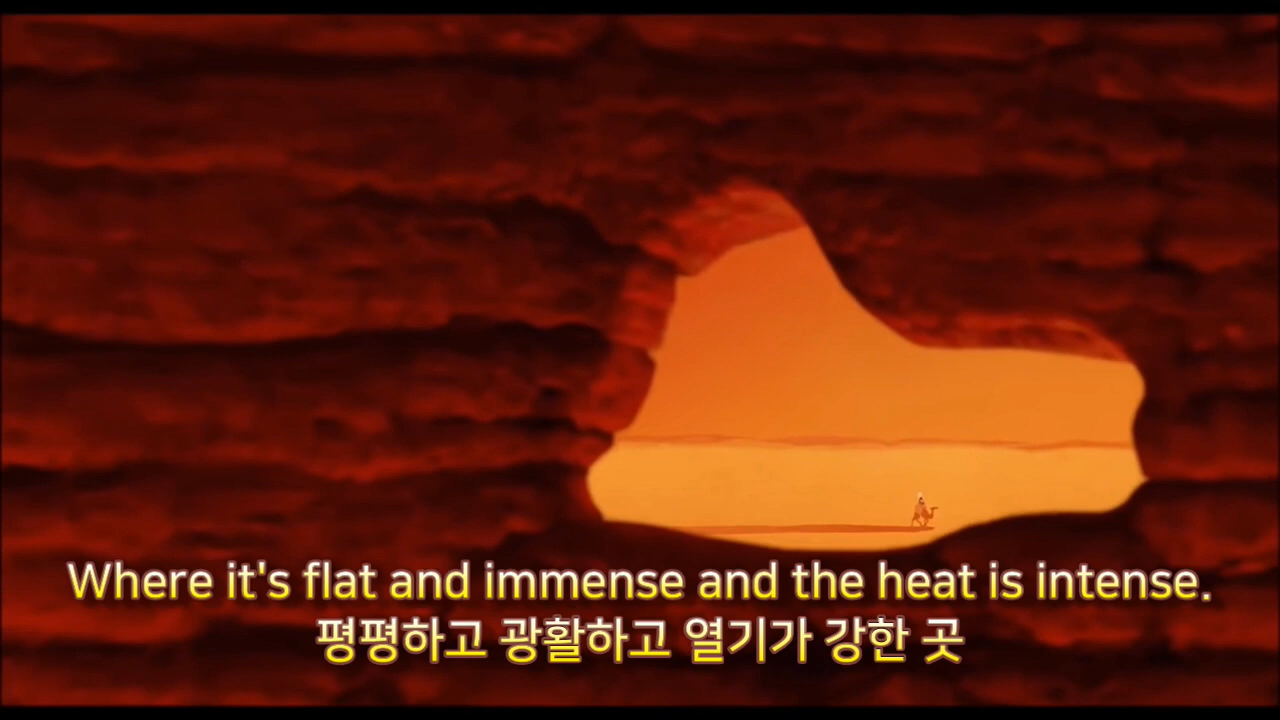 Where it's flat and immense and the heat is intense.
평평하고 광활하고 열기가 강한 곳